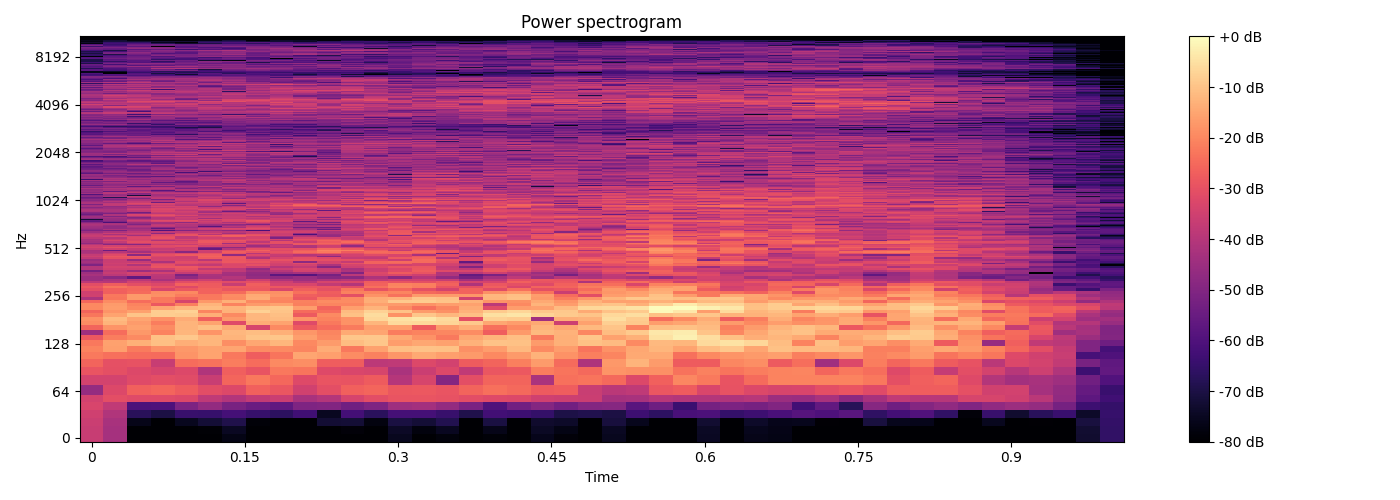 Power spectrogram
8192
4096
2048
1024
512
256
128
64
0
Hz
0 0.15 0.3 0.45 0.6 0.75 0.9
Time
+0 dB
-10 dB
-20 dB
-30 dB
-40 dB
-50 dB
-60 dB
-70 dB
-80 dB